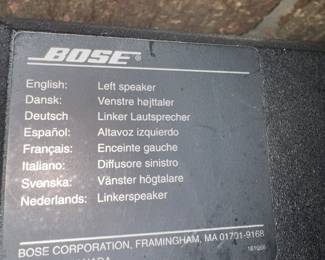 BOSE®
English: Left speaker
Dansk: Venstre højttaler
Deutsch Linker Lautsprecher
Español: Altavoz izquierdo
Français: Enceinte gauche
Italiano: Diffusore sinistro
Svenska: Vänster högtalare
Nederlands: Linkerspeaker
BOSE CORPORATION, FRAMINGHAM, MA 01701-9168